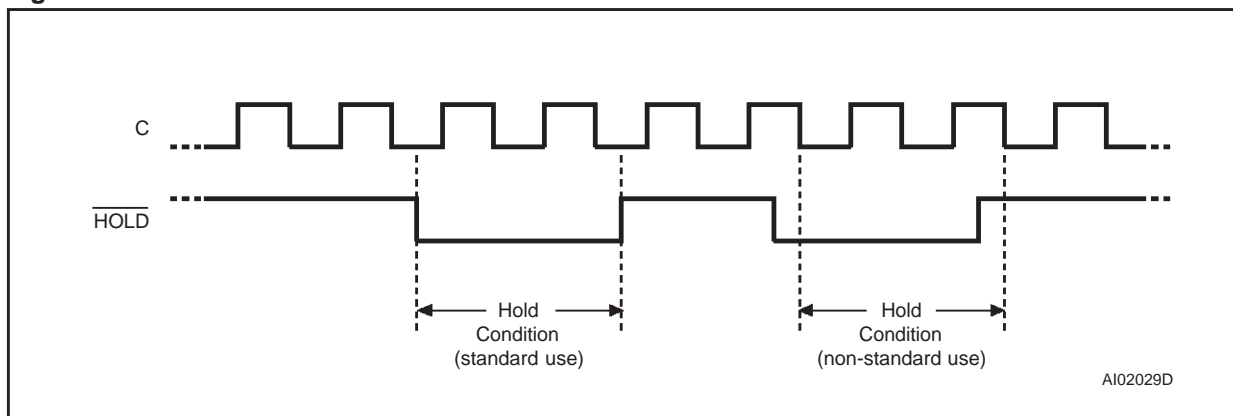 C
HOLD
Hold
Condition
(standard use)
Hold
Condition
(non-standard use)
AI02029D